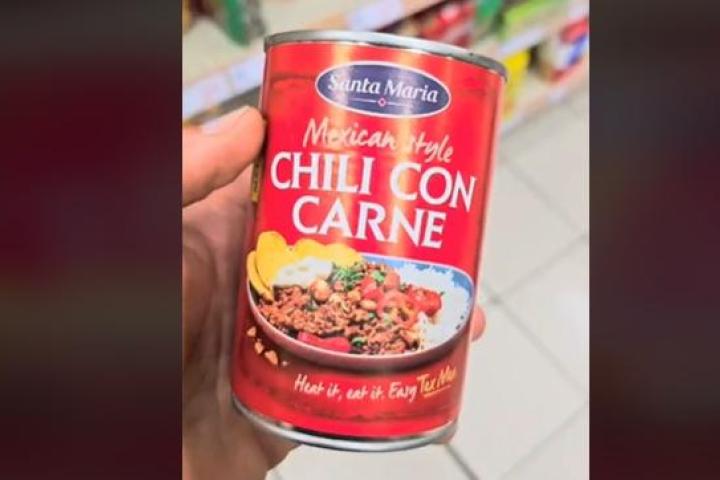 Santa Maria
Mexican style
CHILI CON
CARNE
Heat it, eat it. Easy Tex Mex